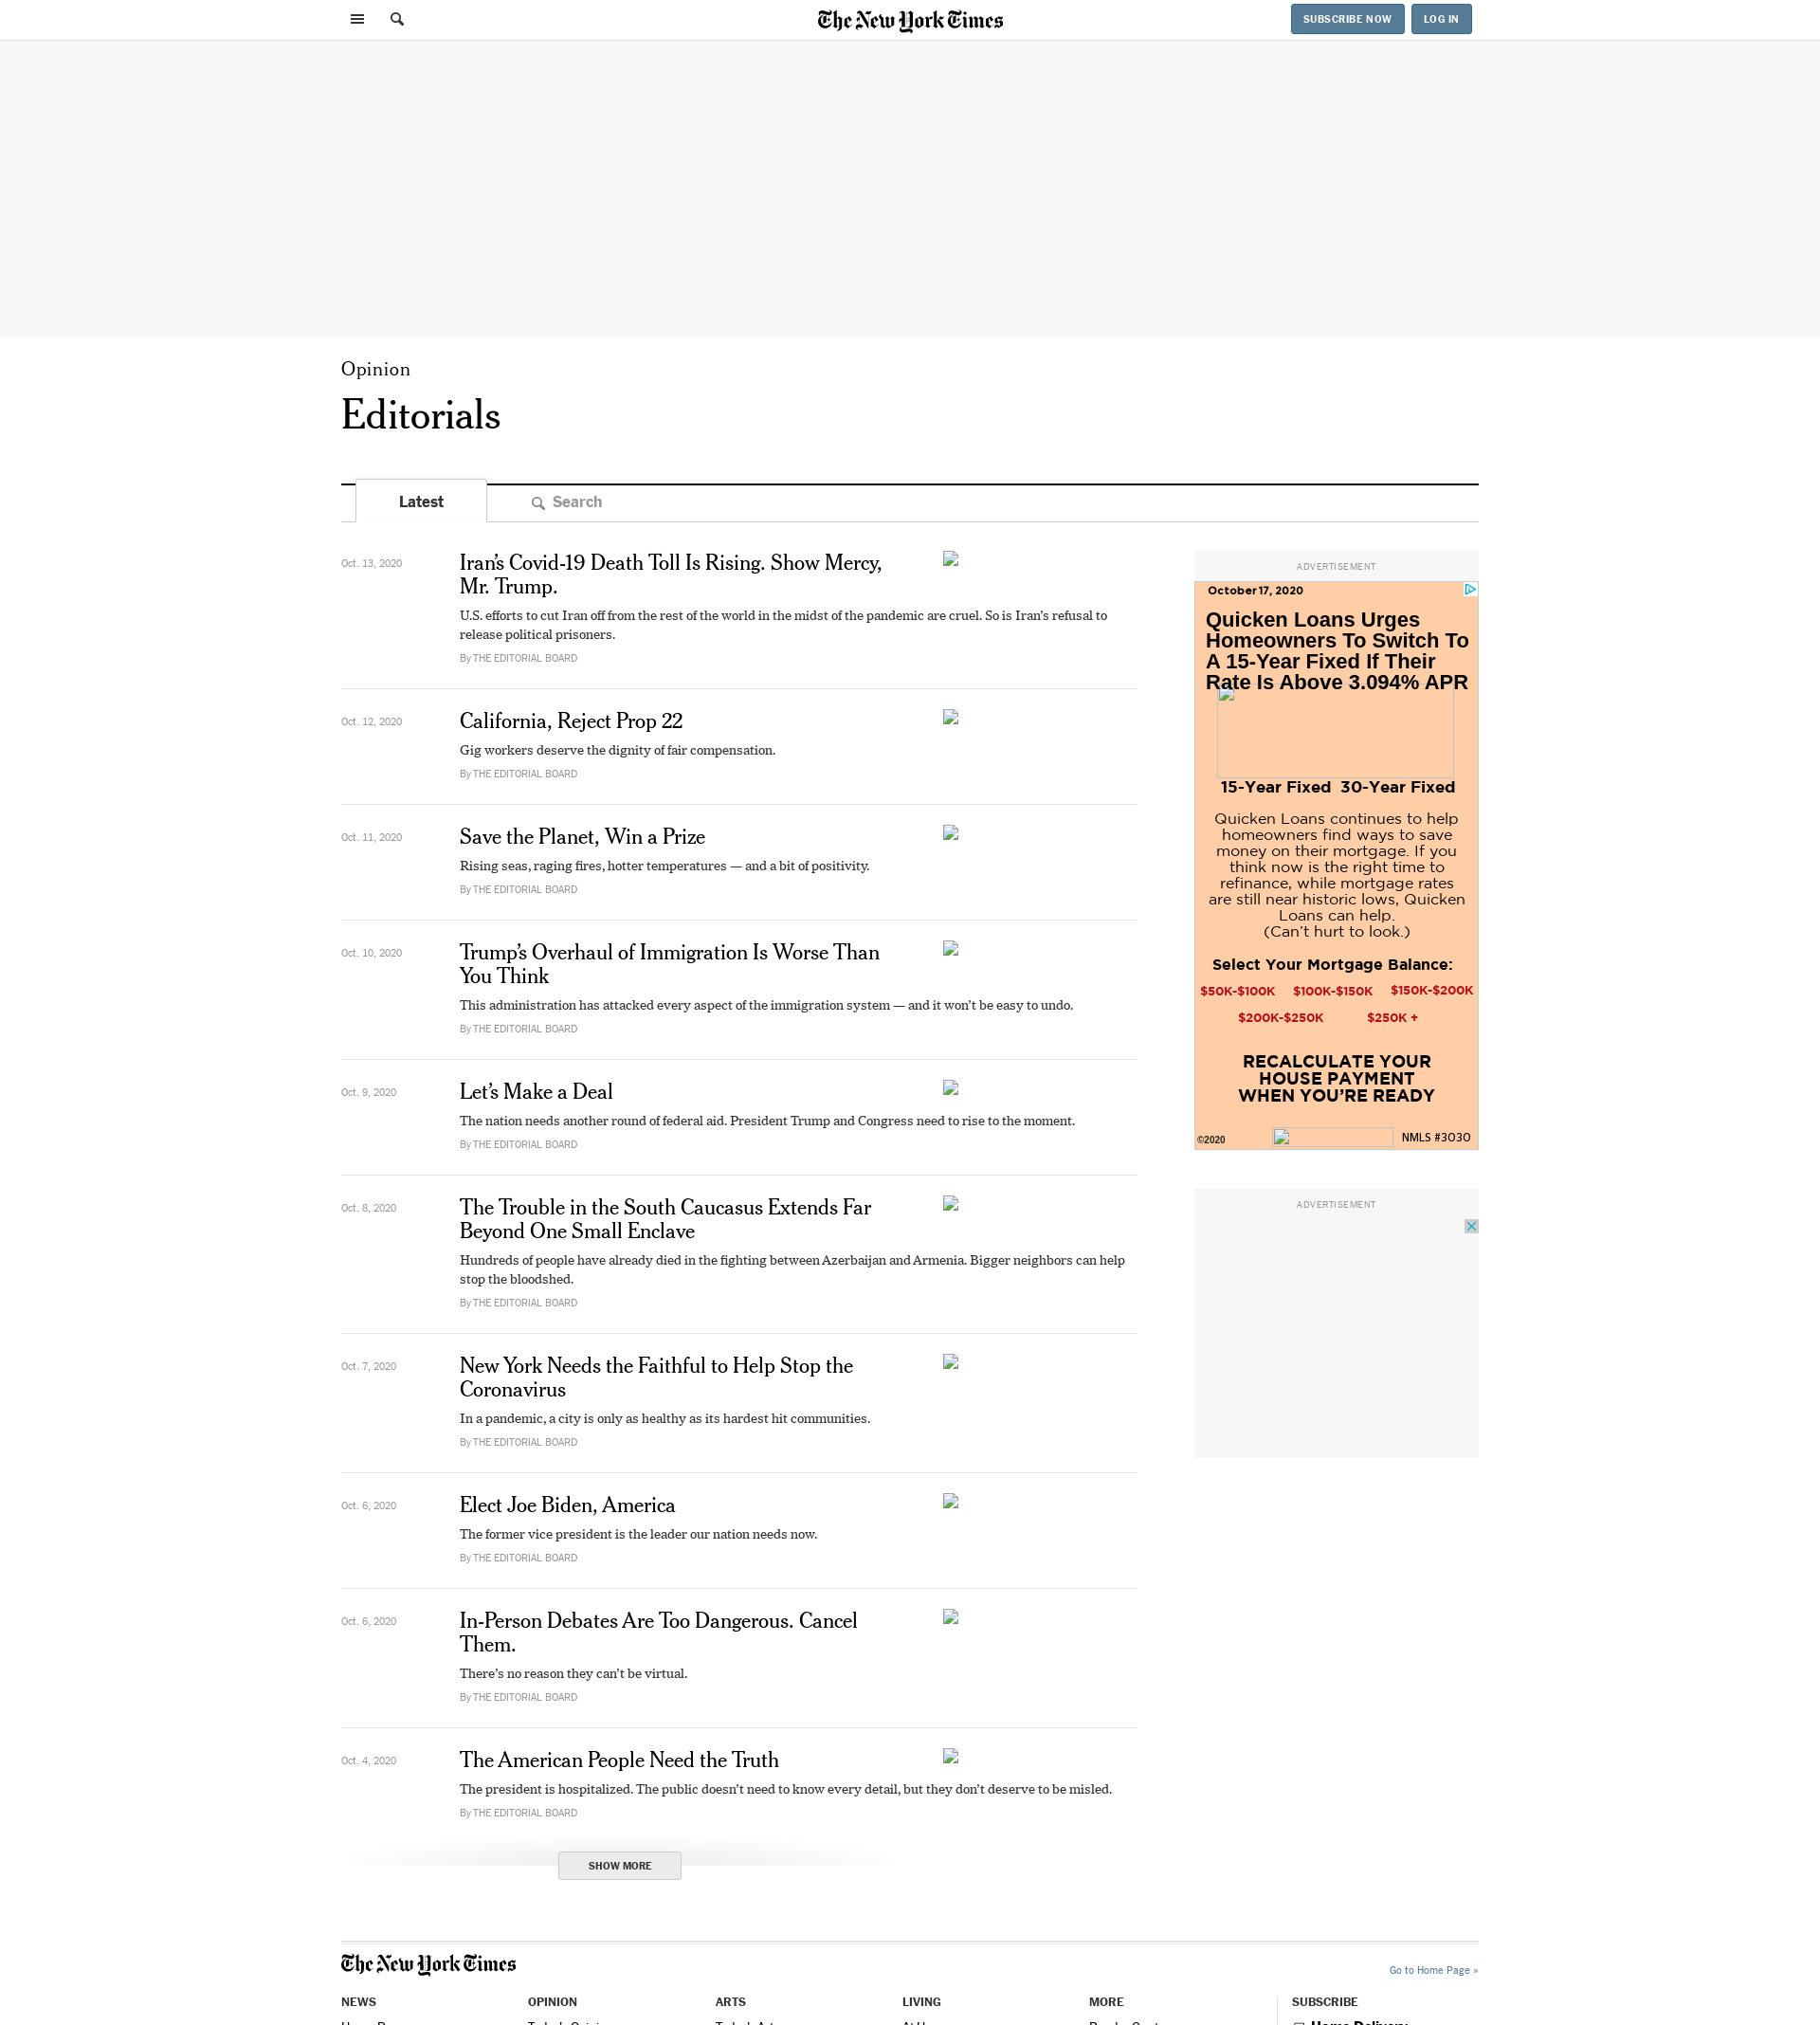 The New York Times
SUBSCRIBE NOW
LOG IN
Opinion
Editorials
Latest
Search
Oct. 13, 2020
Iran's Covid-19 Death Toll Is Rising. Show Mercy,
Mr. Trump.
U.S. efforts to cut Iran off from the rest of the world in the midst of the pandemic are cruel. So is Iran's refusal to
release political prisoners.
By THE EDITORIAL BOARD
Oct. 12, 2020
California, Reject Prop 22
Gig workers deserve the dignity of fair compensation.
By THE EDITORIAL BOARD
Oct. 11, 2020
Save the Planet, Win a Prize
Rising seas, raging fires, hotter temperatures — and a bit of positivity.
By THE EDITORIAL BOARD
Oct. 10, 2020
Trump's Overhaul of Immigration Is Worse Than
You Think
This administration has attacked every aspect of the immigration system — and it won't be easy to undo.
By THE EDITORIAL BOARD
Oct. 9, 2020
Let's Make a Deal
The nation needs another round of federal aid. President Trump and Congress need to rise to the moment.
By THE EDITORIAL BOARD
Oct. 8, 2020
The Trouble in the South Caucasus Extends Far
Beyond One Small Enclave
Hundreds of people have already died in the fighting between Azerbaijan and Armenia. Bigger neighbors can help
stop the bloodshed.
By THE EDITORIAL BOARD
Oct. 7, 2020
New York Needs the Faithful to Help Stop the
Coronavirus
In a pandemic, a city is only as healthy as its hardest hit communities.
By THE EDITORIAL BOARD
Oct. 6, 2020
Elect Joe Biden, America
The former vice president is the leader our nation needs now.
By THE EDITORIAL BOARD
Oct. 6, 2020
In-Person Debates Are Too Dangerous. Cancel
Them.
There's no reason they can't be virtual.
By THE EDITORIAL BOARD
Oct. 4, 2020
The American People Need the Truth
The president is hospitalized. The public doesn't need to know every detail, but they don't deserve to be misled.
By THE EDITORIAL BOARD
SHOW MORE
ADVERTISEMENT
October 17, 2020
Quicken Loans Urges
Homeowners To Switch To
A 15-Year Fixed If Their
Rate Is Above 3.094% APR
15-Year Fixed 30-Year Fixed
Quicken Loans continues to help
homeowners find ways to save
money on their mortgage. If you
think now is the right time to
refinance, while mortgage rates
are still near historic lows, Quicken
Loans can help.
(Can't hurt to look.)
Select Your Mortgage Balance:
$50K-$100K $100K-$150K $150K-$200K
$200K-$250K $250K +
RECALCULATE YOUR
HOUSE PAYMENT
WHEN YOU'RE READY
©2020
NMLS #3030
ADVERTISEMENT
The New York Times
Go to Home Page »
NEWS
OPINION
ARTS
LIVING
MORE
SUBSCRIBE
Home Delivery